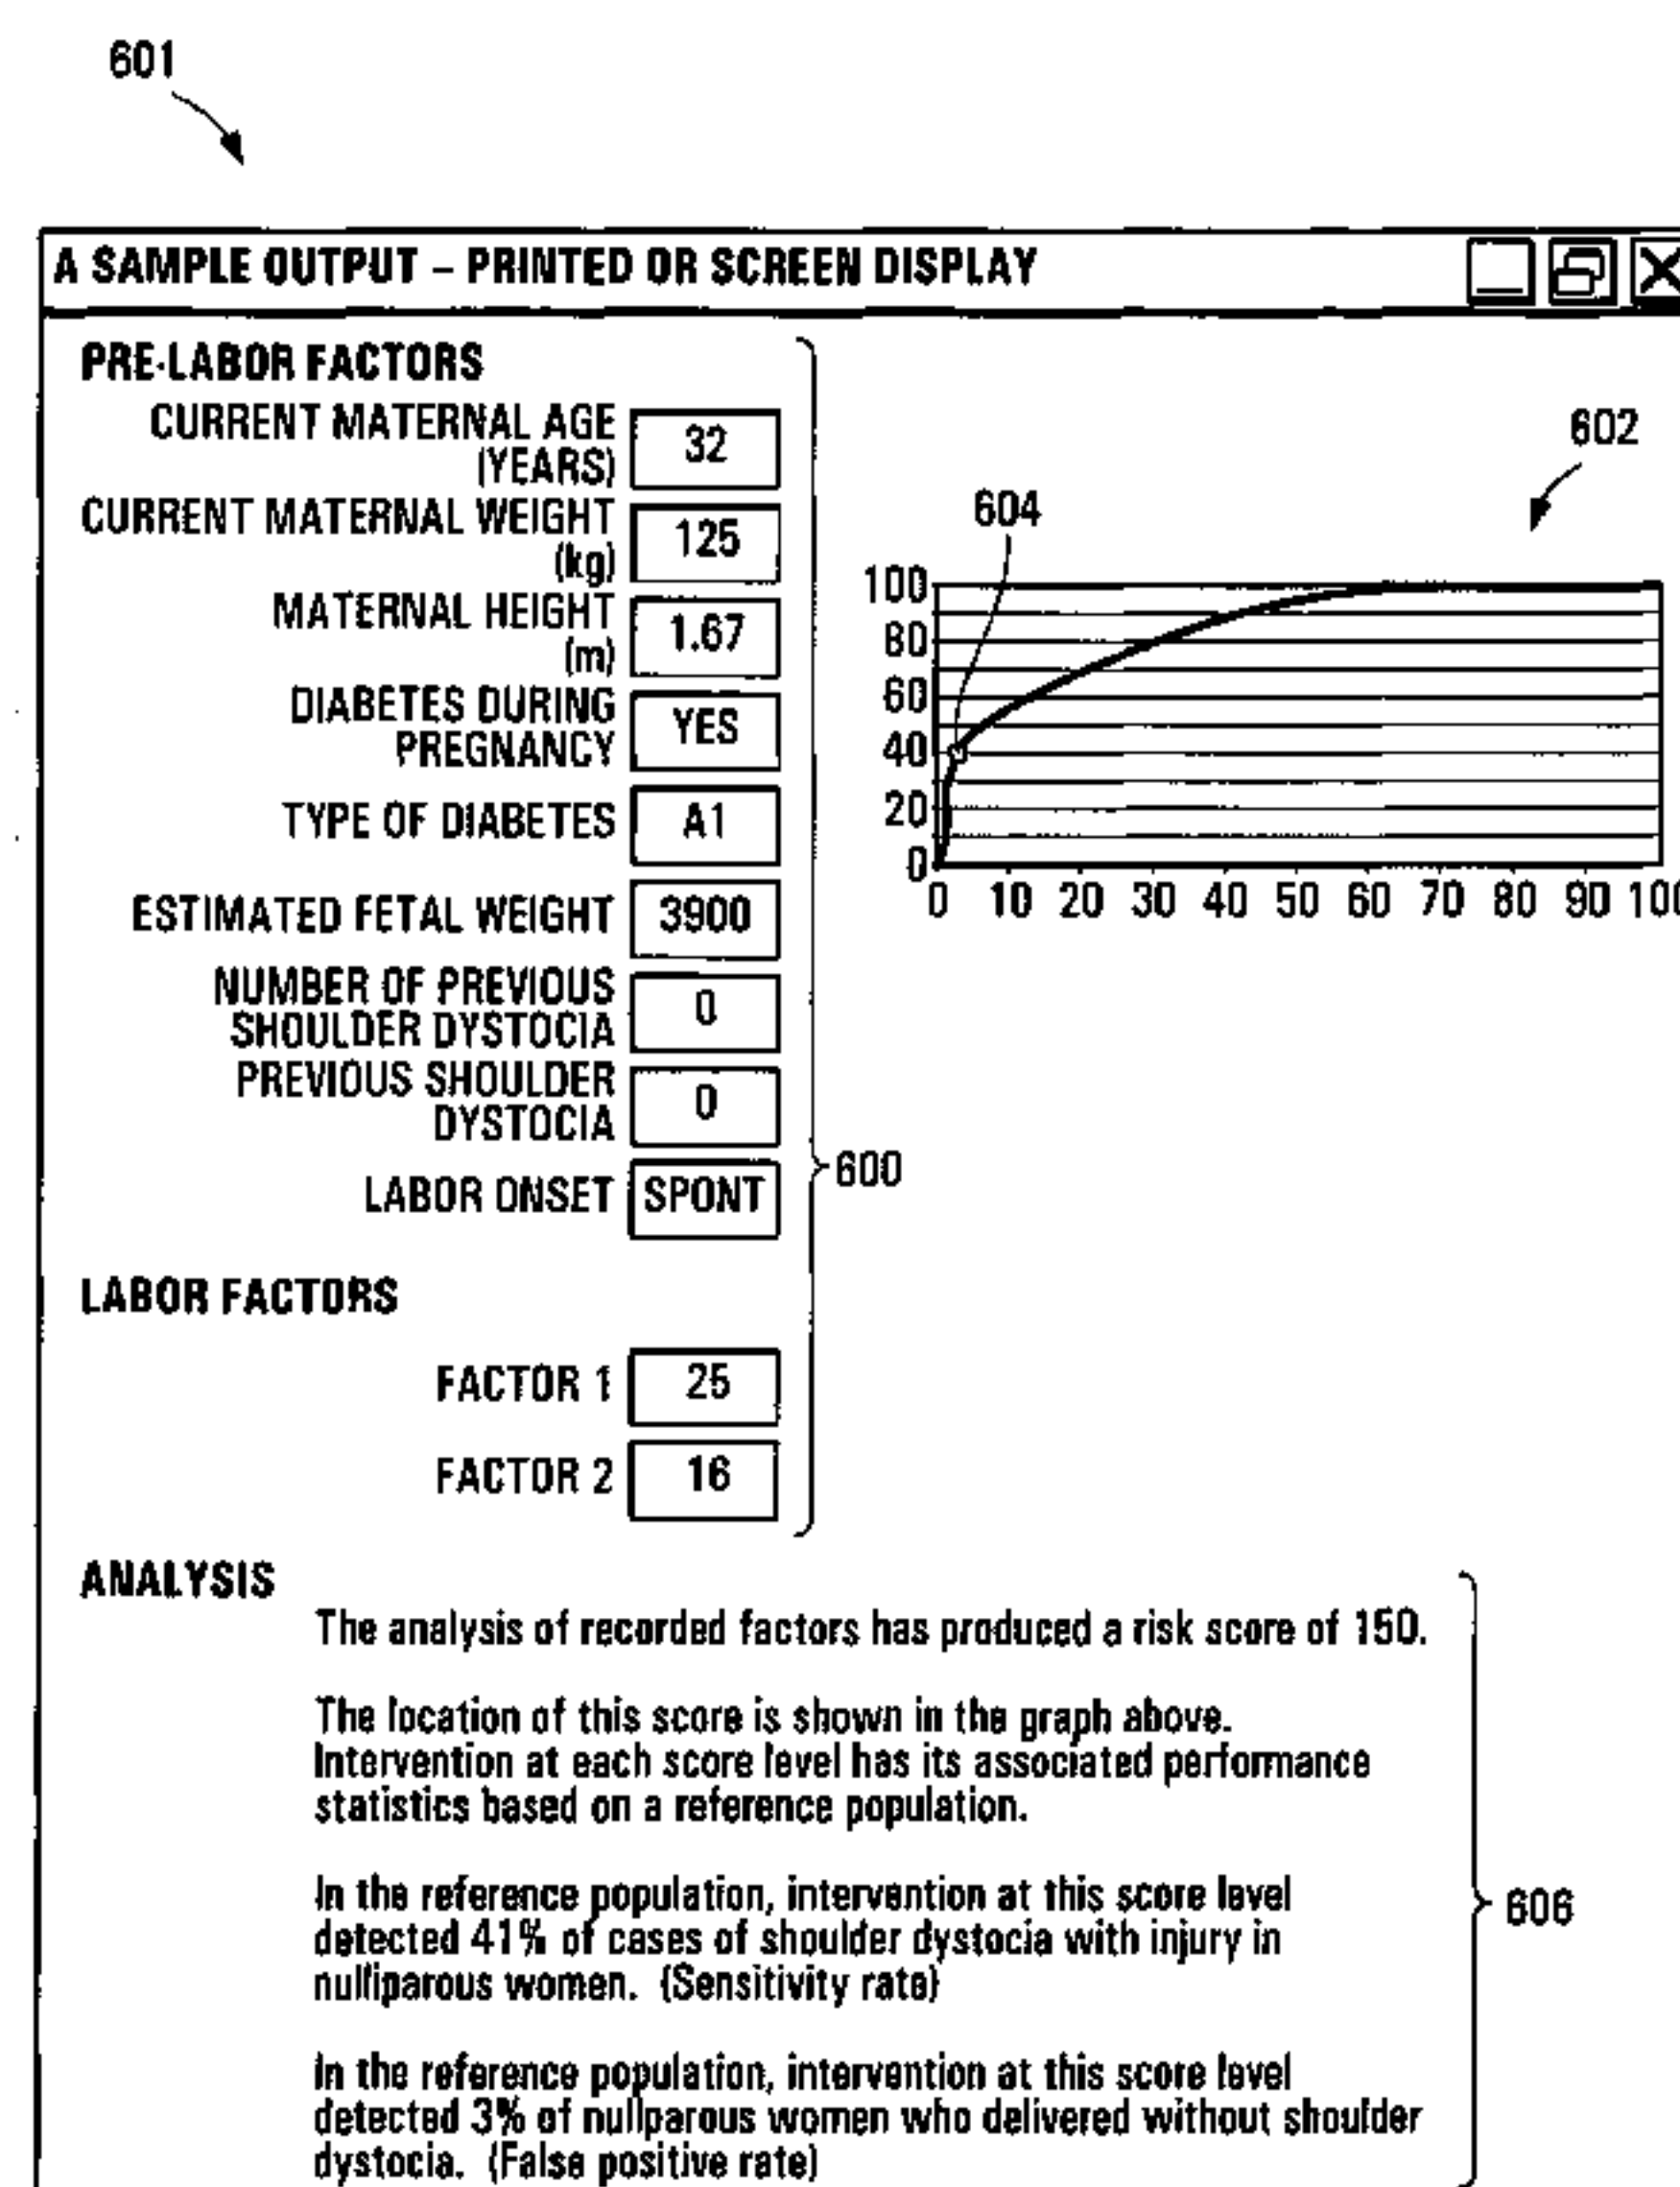 601
A SAMPLE OUTPUT – PRINTED OR SCREEN DISPLAY
PRE-LABOR FACTORS
CURRENT MATERNAL AGE
(YEARS)
32
CURRENT MATERNAL WEIGHT
(kg)
125
MATERNAL HEIGHT
(m)
1.67
DIABETES DURING
PREGNANCY
YES
TYPE OF DIABETES
A1
ESTIMATED FETAL WEIGHT
3900
NUMBER OF PREVIOUS
SHOULDER DYSTOCIA
0
PREVIOUS SHOULDER
DYSTOCIA
0
LABOR ONSET
SPONT
600
602
604
100
80
60
40
20
0
0 10 20 30 40 50 60 70 80 90 100
LABOR FACTORS
FACTOR 1
25
FACTOR 2
16
ANALYSIS
The analysis of recorded factors has produced a risk score of 150.
The location of this score is shown in the graph above.
Intervention at each score level has its associated performance
statistics based on a reference population.
In the reference population, intervention at this score level
detected 41% of cases of shoulder dystocia with injury in
nulliparous women. (Sensitivity rate)
In the reference population, intervention at this score level
detected 3% of nullparous women who delivered without shoulder
dystocia. (False positive rate)
606